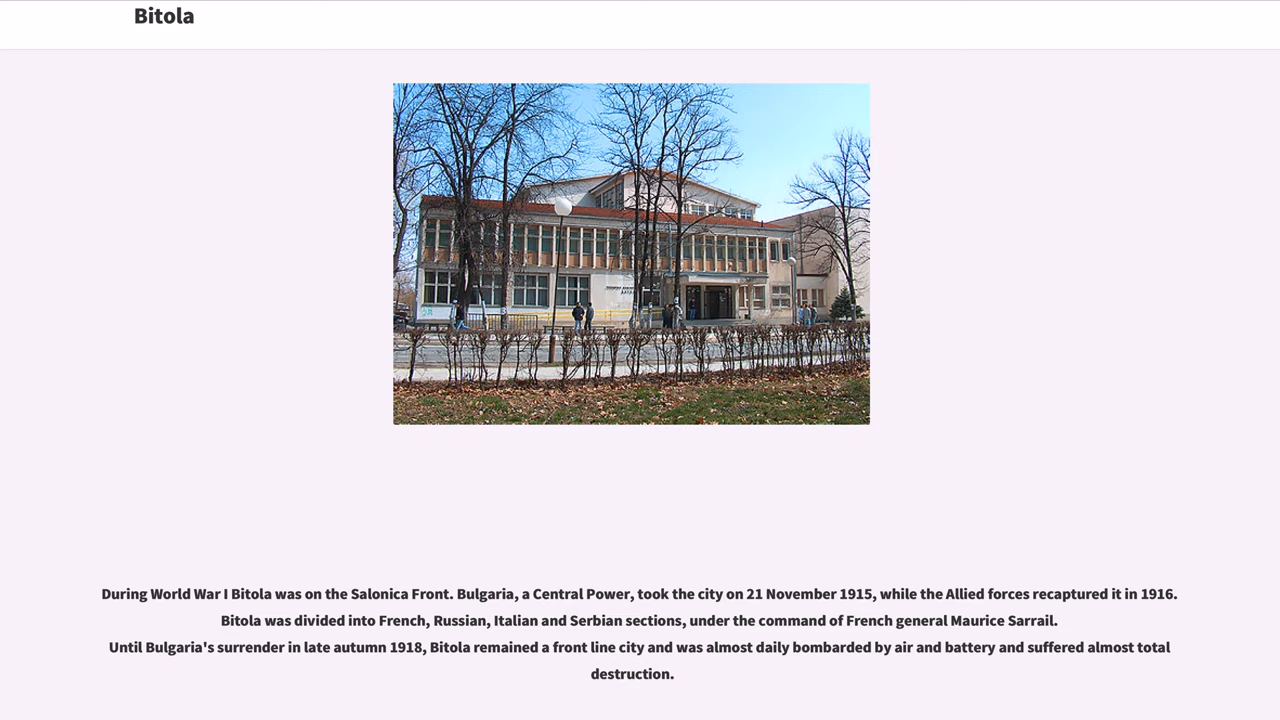 Bitola
During World War I Bitola was on the Salonica Front. Bulgaria, a Central Power, took the city on 21 November 1915, while the Allied forces recaptured it in 1916.
Bitola was divided into French, Russian, Italian and Serbian sections, under the command of French general Maurice Sarrail.
Until Bulgaria's surrender in late autumn 1918, Bitola remained a front line city and was almost daily bombarded by air and battery and suffered almost total
destruction.